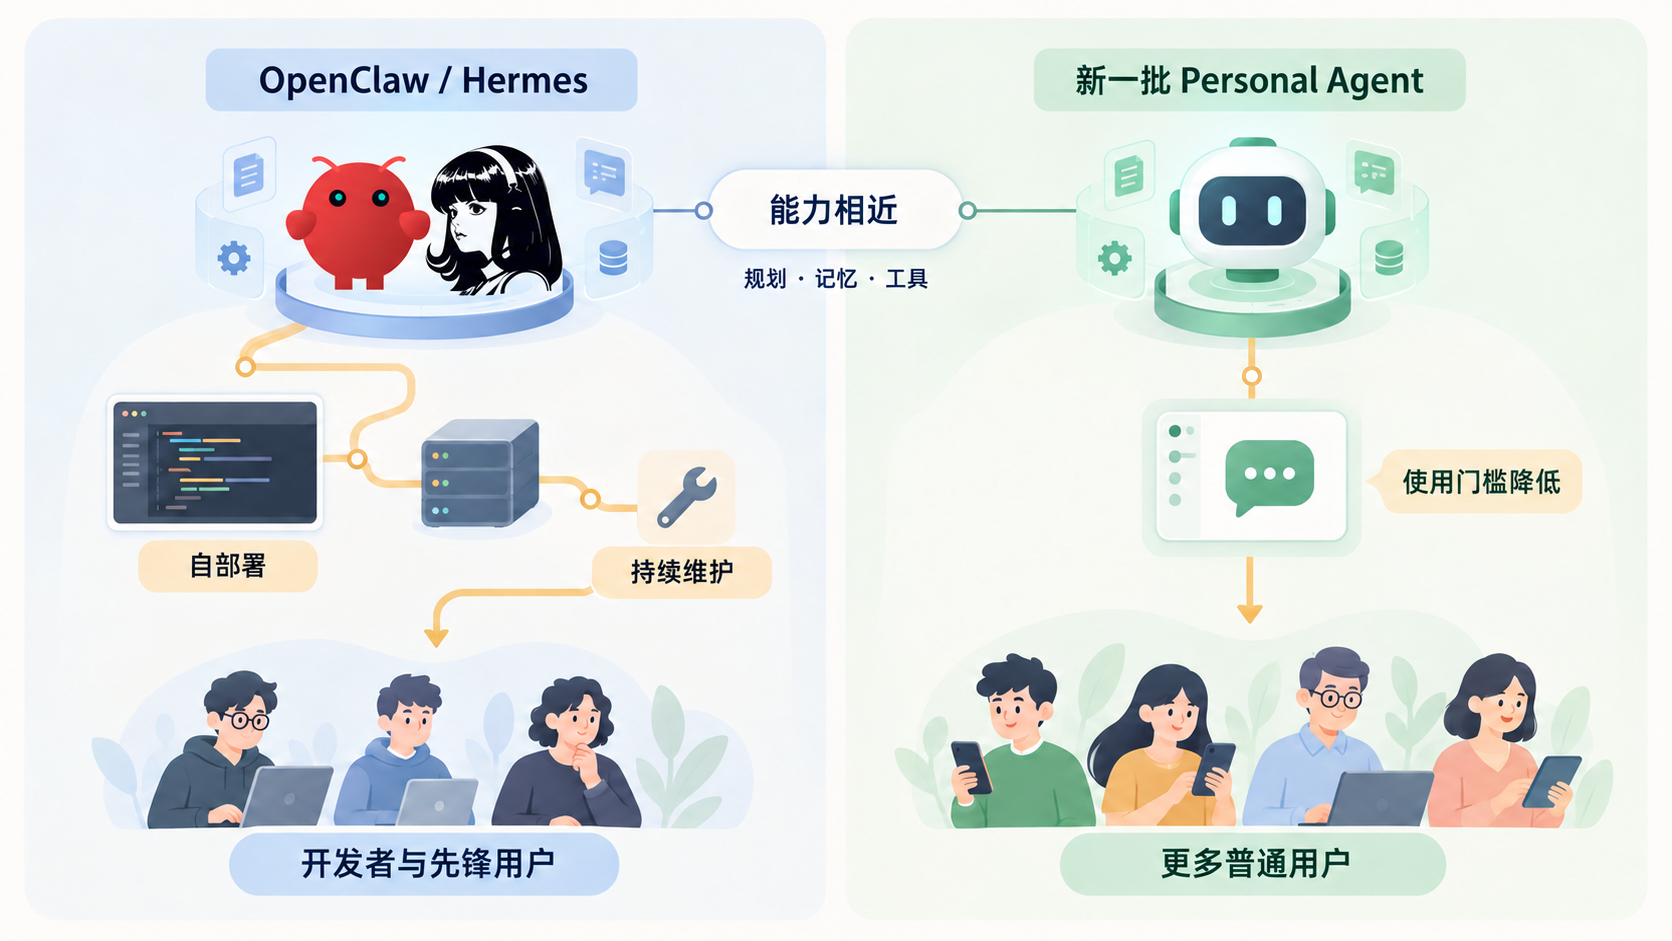 OpenClaw / Hermes
新一批 Personal Agent
能力相近
规划 · 记忆 · 工具
自部署
持续维护
使用门槛降低
开发者与先锋用户
更多普通用户